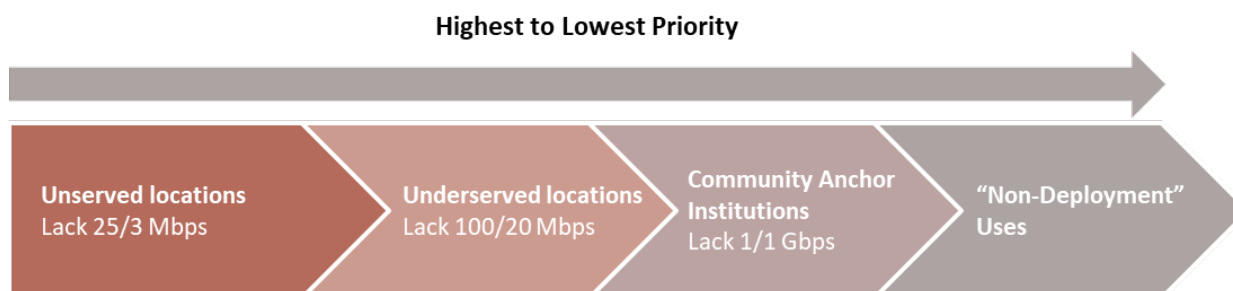 Highest to Lowest Priority
Unserved locations
Lack 25/3 Mbps
Underserved locations
Lack 100/20 Mbps
Community Anchor
Institutions
Lack 1/1 Gbps
“Non-Deployment”
Uses